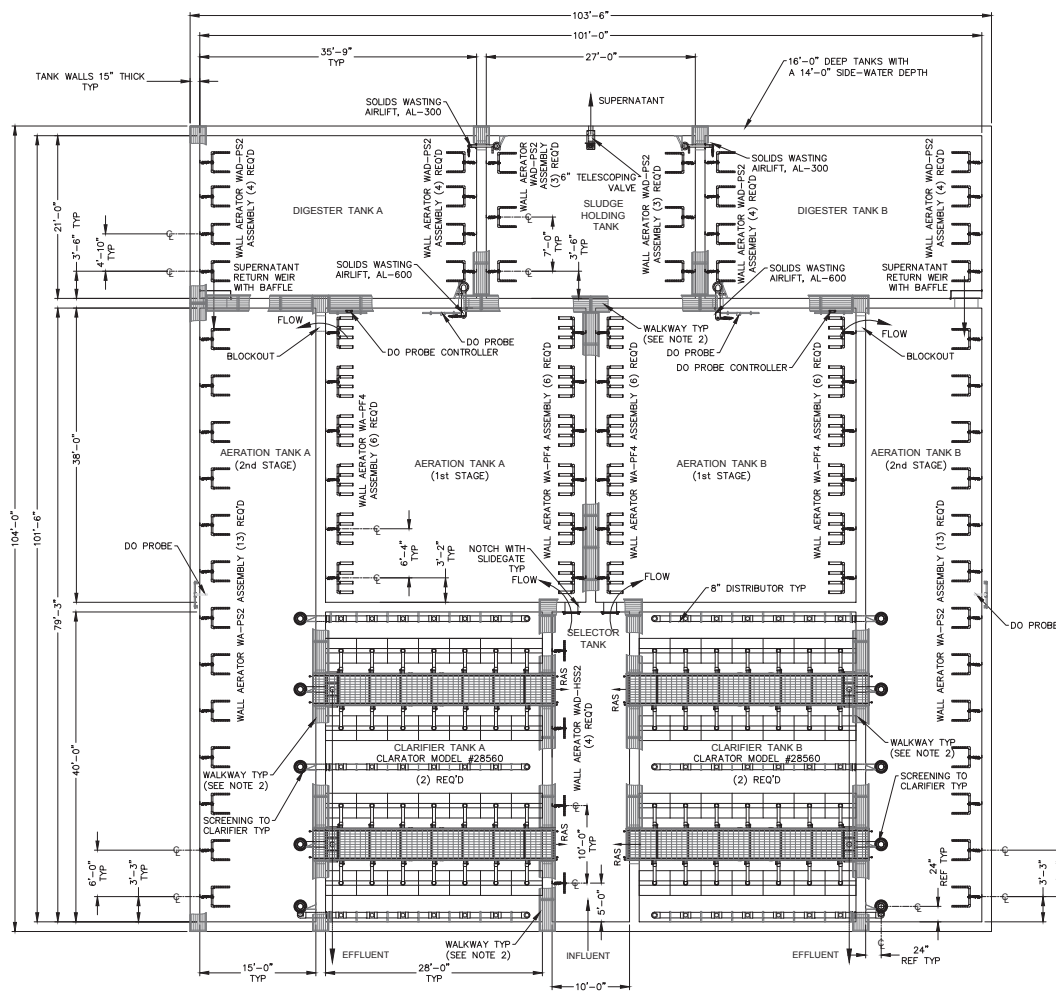 103'-6"
101'-0"
35'-9"
TYP
27'-0"
TANK WALLS 15" THICK
TYP
16'-0" DEEP TANKS WITH
A 14'-0" SIDE-WATER DEPTH
SOLIDS WASTING
AIRLIFT, AL-300
SUPERNATANT
WALL AERATOR WAD-PS2
ASSEMBLY (4) REQ'D
WALL AERATOR WAD-PS2
ASSEMBLY (4) REQ'D
WALL AERATOR
WAD-PS2
ASSEMBLY
(3) REQ'D
6"
TELESCOPING
VALVE
WALL AERATOR WAD-PS2
ASSEMBLY (3) REQ'D
WALL AERATOR WAD-PS2
ASSEMBLY (4) REQ'D
SOLIDS WASTING
AIRLIFT, AL-300
WALL AERATOR WAD-PS2
ASSEMBLY (4) REQ'D
DIGESTER TANK A
SLUDGE
HOLDING
TANK
DIGESTER TANK B
21'-0"
3'-6" TYP
4'-10"
TYP
7'-0"
TYP
3'-6"
TYP
SUPERNATANT
RETURN WEIR
WITH BAFFLE
SOLIDS WASTING
AIRLIFT, AL-600
SOLIDS WASTING
AIRLIFT, AL-600
SUPERNATANT
RETURN WEIR
WITH BAFFLE
FLOW
BLOCKOUT
DO PROBE
DO PROBE CONTROLLER
WALKWAY TYP
(SEE NOTE 2)
DO PROBE
DO PROBE CONTROLLER
FLOW
BLOCKOUT
AERATION TANK A
(2nd STAGE)
WALL AERATOR WA-PF4
ASSEMBLY (6) REQ'D
AERATION TANK A
(1st STAGE)
WALL AERATOR WA-PF4 ASSEMBLY (6) REQ'D
WALL AERATOR WA-PF4 ASSEMBLY (6) REQ'D
AERATION TANK B
(1st STAGE)
WALL AERATOR WA-PF4 ASSEMBLY (6) REQ'D
AERATION TANK B
(2nd STAGE)
38'-0"
104'-0"
101'-6"
79'-3"
40'-0"
DO PROBE
WALL AERATOR WA-PS2 ASSEMBLY (13) REQ'D
6'-4"
TYP
3'-2"
TYP
NOTCH WITH
SLIDEGATE
TYP
FLOW
FLOW
8" DISTRIBUTOR TYP
WALL AERATOR WA-PS2 ASSEMBLY (13) REQ'D
DO PROBE
SELECTOR
TANK
RAS
RAS
WALL AERATOR WAD-HSS2
(4) REQ'D
CLARIFIER TANK A
CLARATOR MODEL #28560
(2) REQ'D
CLARIFIER TANK B
CLARATOR MODEL #28560
(2) REQ'D
WALKWAY TYP
(SEE NOTE 2)
SCREENING TO
CLARIFIER TYP
WALKWAY TYP
(SEE NOTE 2)
SCREENING TO
CLARIFIER TYP
RAS
RAS
10'-0"
TYP
5'-0"
6'-0"
TYP
3'-3"
TYP
24"
REF TYP
3'-3"
TYP
WALKWAY TYP
(SEE NOTE 2)
EFFLUENT
INFLUENT
EFFLUENT
24"
REF TYP
15'-0"
TYP
28'-0"
TYP
10'-0"